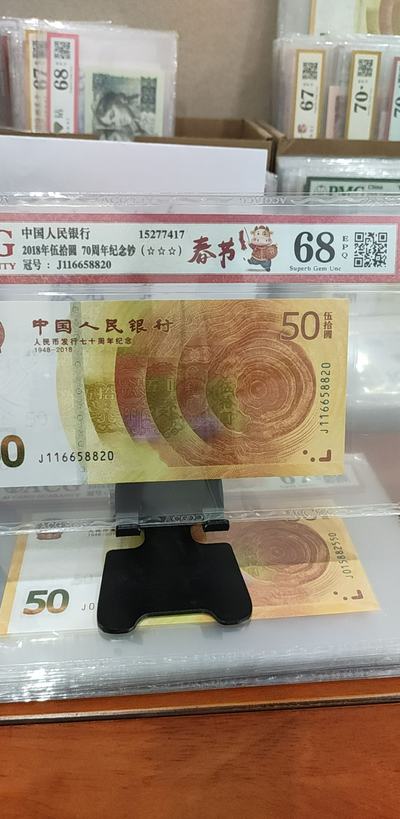 67
68
67
70
PMG
中国人民银行 15277417
2018年伍拾圆 70周年纪念钞 (☆☆☆)
冠号: J116658820
春节
68
EPQ
Superb Gem Unc
中国人民银行
人民币发行七十周年纪念
1948-2018
50
伍拾圆
J116658820
0
J116658820
50
J015882550